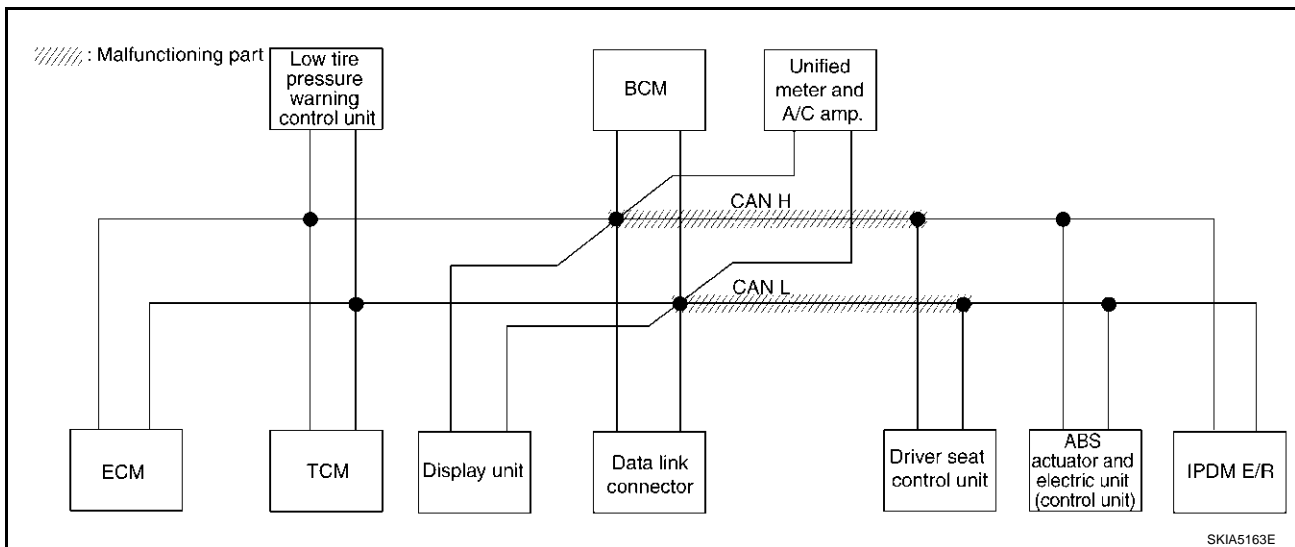 : Malfunctioning part
Low tire
pressure
warning
control unit
BCM
Unified
meter and
A/C amp.
CAN H
CAN L
ECM
TCM
Display unit
Data link
connector
Driver seat
control unit
ABS
actuator and
electric unit
(control unit)
IPDM E/R
SKIA5163E